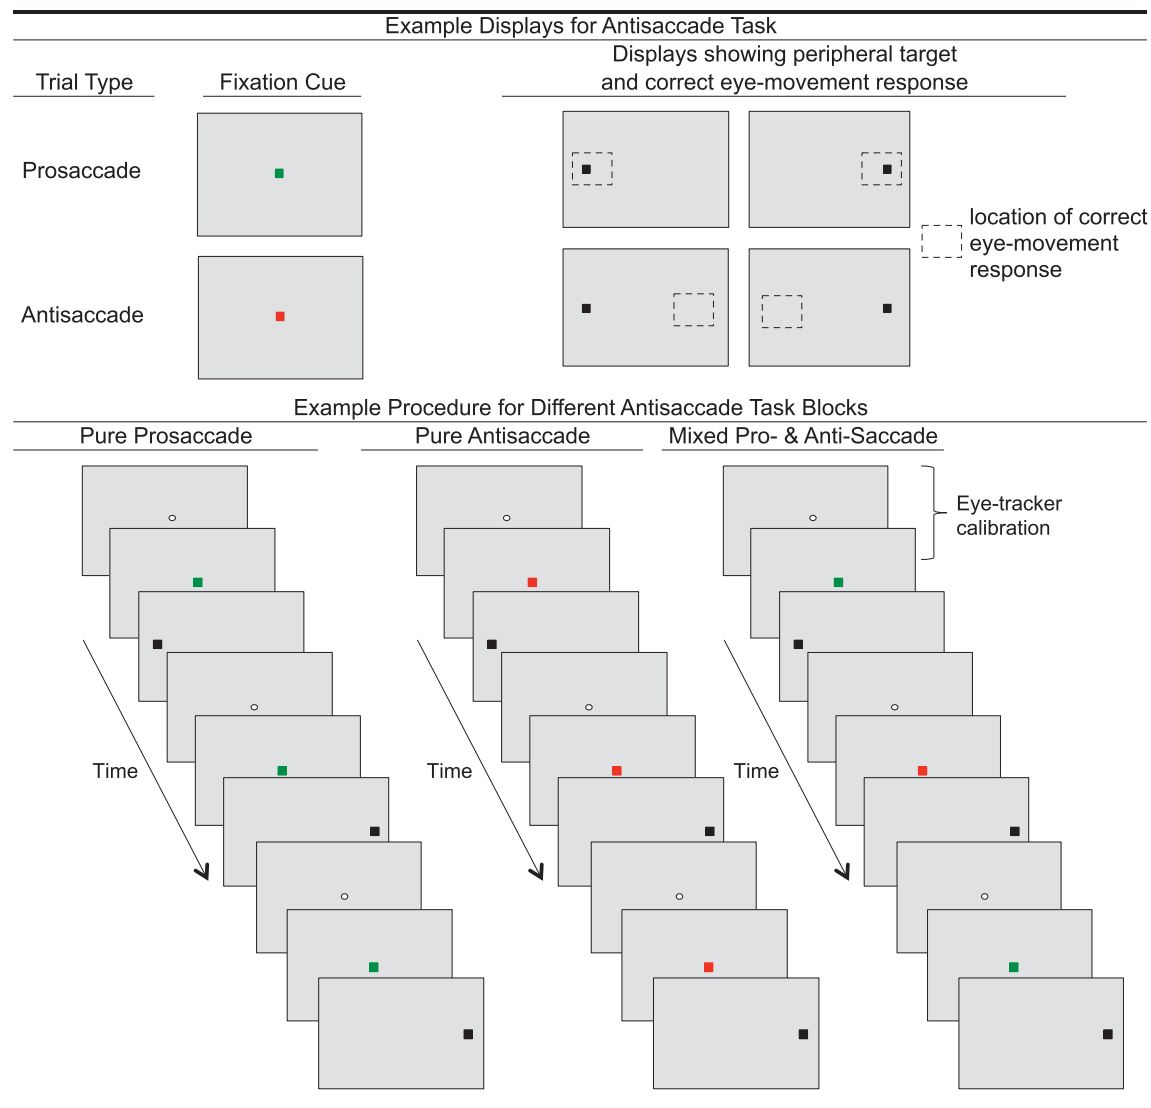 Example Displays for Antisaccade Task
Trial Type
Fixation Cue
Displays showing peripheral target
and correct eye-movement response
Prosaccade
location of correct
eye-movement
response
Antisaccade
Example Procedure for Different Antisaccade Task Blocks
Pure Prosaccade
Pure Antisaccade
Mixed Pro- & Anti-Saccade
Eye-tracker
calibration
Time
Time
Time